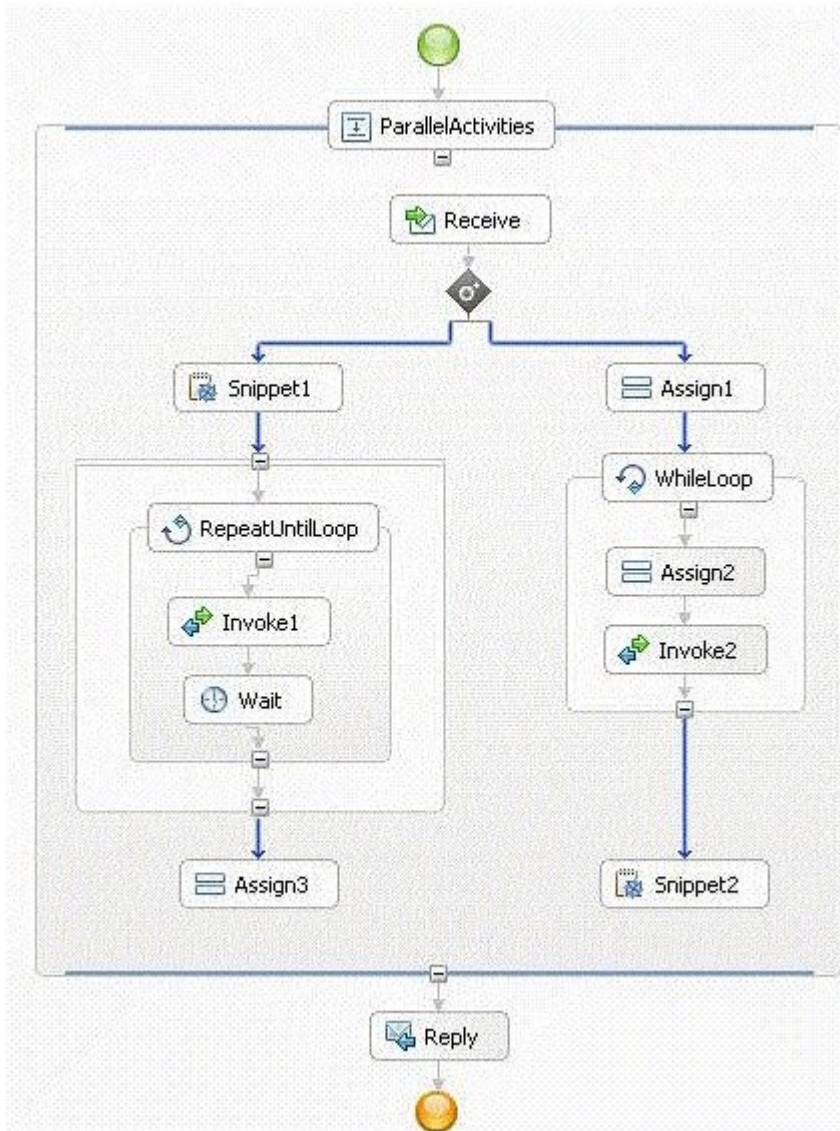 ParallelActivities
Receive
Snippet1
Assign1
WhileLoop
RepeatUntilLoop
Assign2
Invoke1
Invoke2
Wait
Assign3
Snippet2
Reply